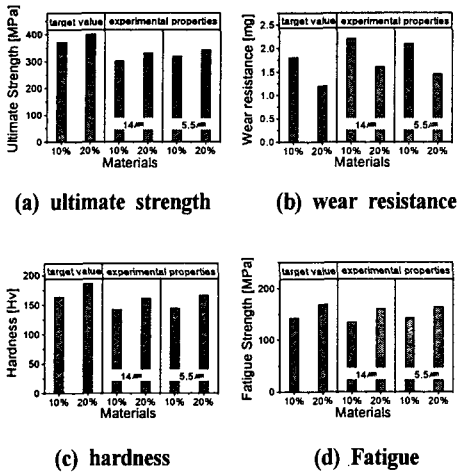 target value experimental properties
Ultimate Strength [MPa]
400
300
200
100
0
14㎛ 5.5㎛
10% 20% 10% 20% 10% 20%
Materials
(a) ultimate strength
target value experimental properties
Wear resistance [mg]
2.5
2.0
1.5
1.0
0.5
0.0
14㎛ 5.5㎛
10% 20% 10% 20% 10% 20%
Materials
(b) wear resistance
target value experimental properties
Hardness [Hv]
200
150
100
50
0
14㎛ 5.5㎛
10% 20% 10% 20% 10% 20%
Materials
(c) hardness
target value experimental properties
Fatigue Strength [MPa]
200
100
0
14㎛ 5.5㎛
10% 20% 10% 20% 10% 20%
Materials
(d) Fatigue